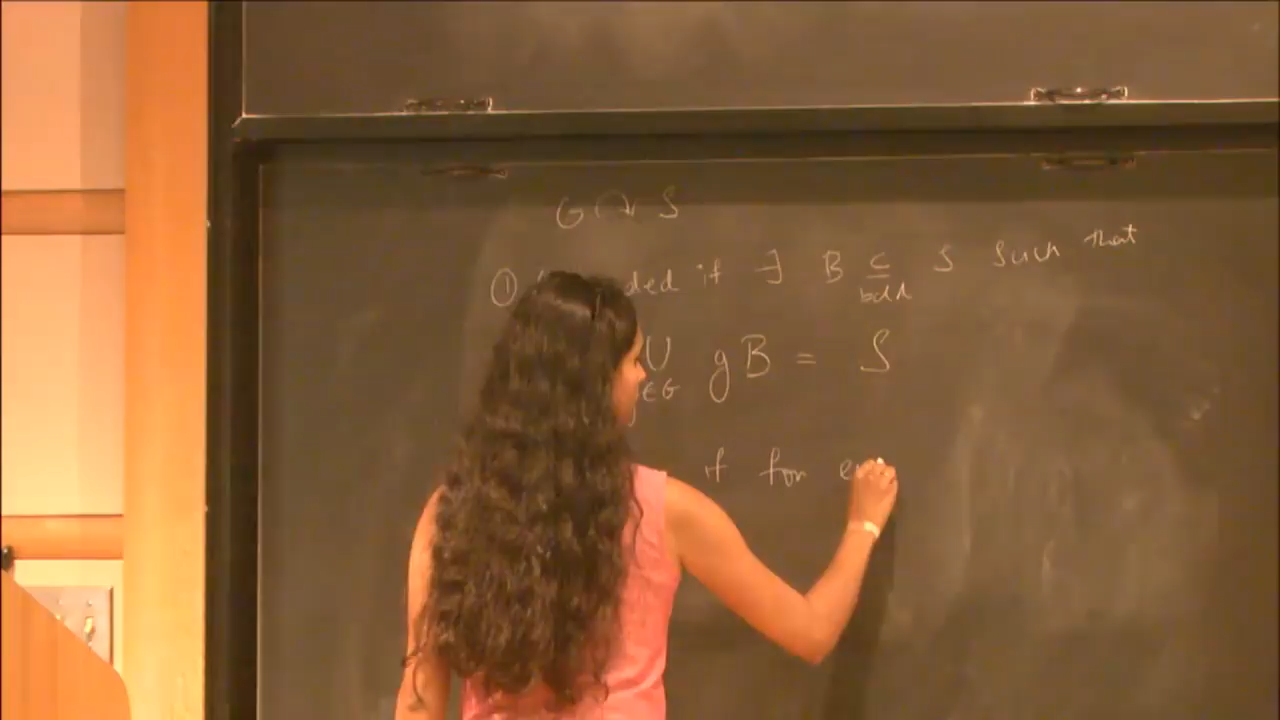 G ↷ S
① ded if ∃ B ⊆ S such that
bdd
∪ gB = S
∈G
if for